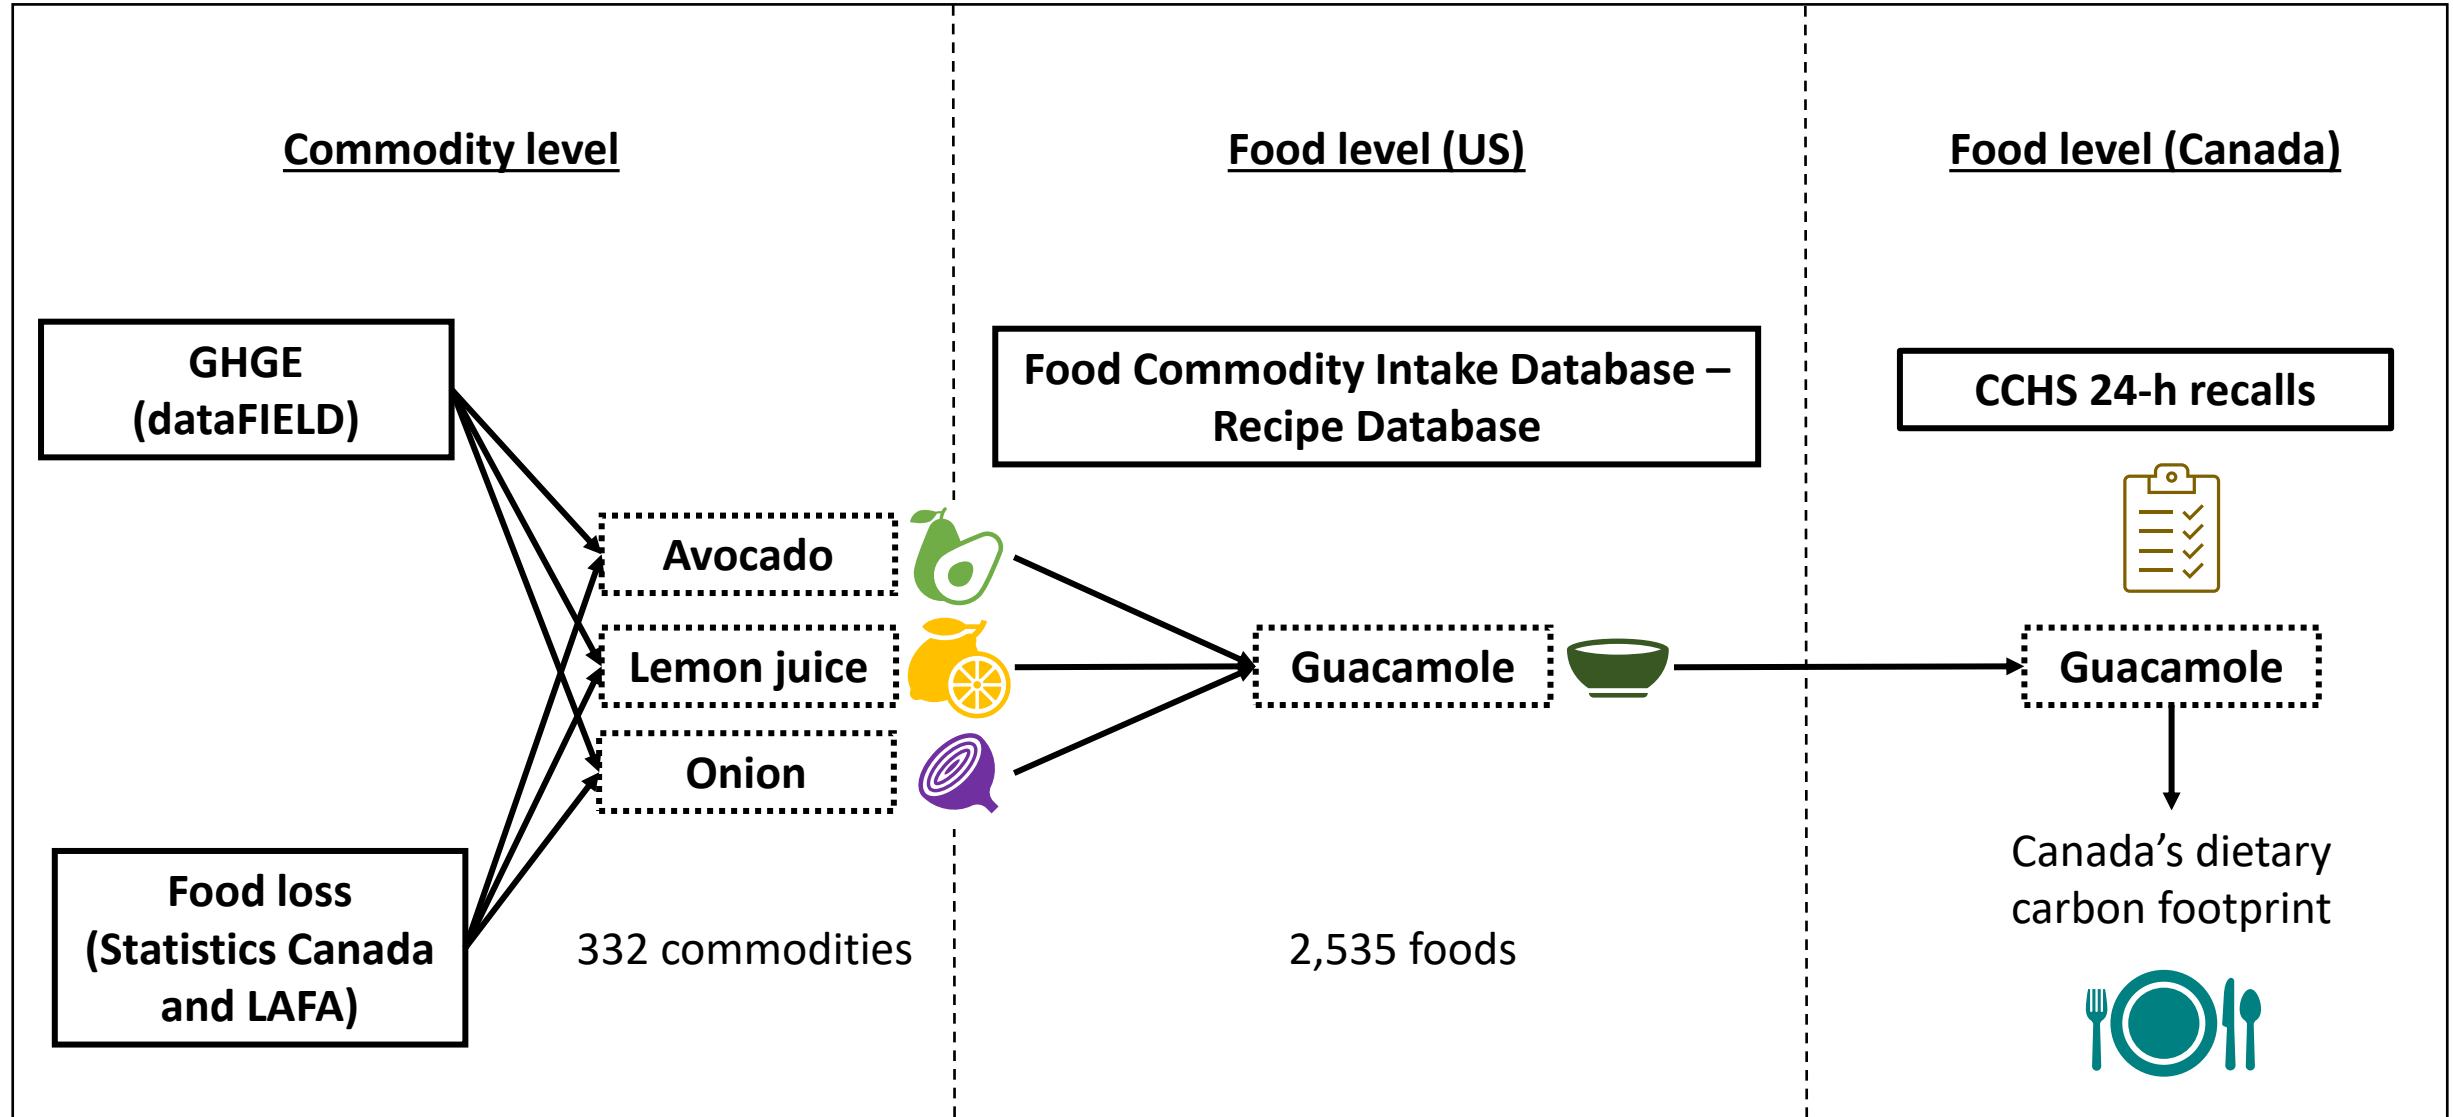 Commodity level
GHGE
(dataFIELD)
Avocado
Lemon juice
Onion
Food loss
(Statistics Canada
and LAFA)
332 commodities
Food level (US)
Food Commodity Intake Database –
Recipe Database
Guacamole
2,535 foods
Food level (Canada)
CCHS 24-h recalls
Guacamole
Canada’s dietary
carbon footprint